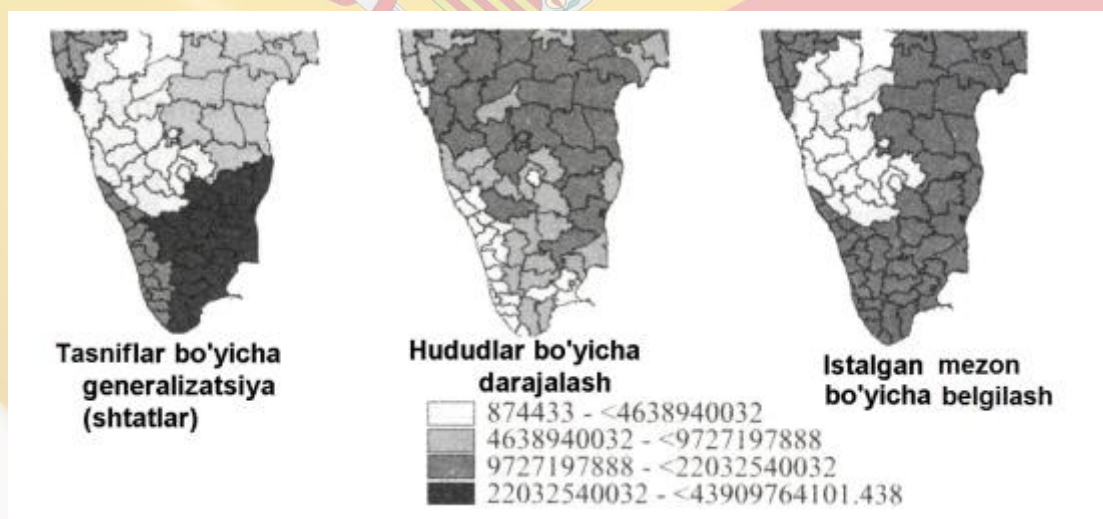 Tasniflar bo'yicha
generalizatsiya
(shtatlar)
Hududlar bo'yicha
darajalash
874433 - <4638940032
4638940032 - <9727197888
9727197888 - <22032540032
22032540032 - <43909764101.438
Istalgan mezon
bo'yicha belgilash